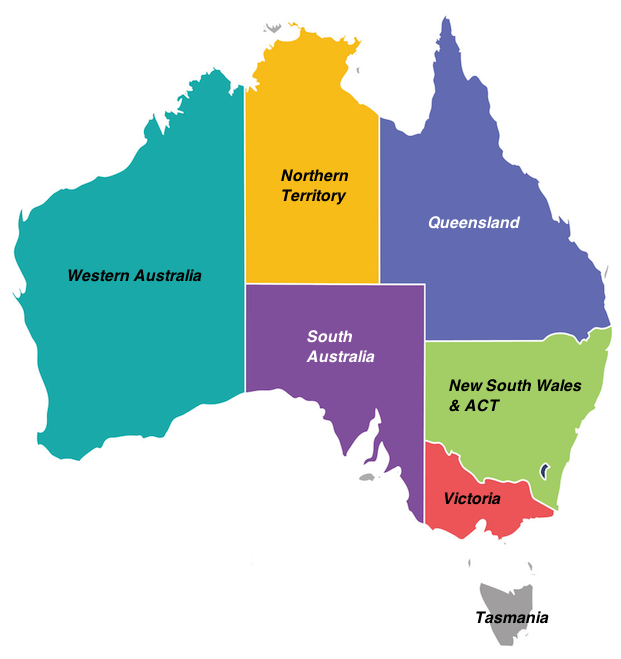 Northern
Territory
Queensland
Western Australia
South
Australia
New South Wales
& ACT
Victoria
Tasmania